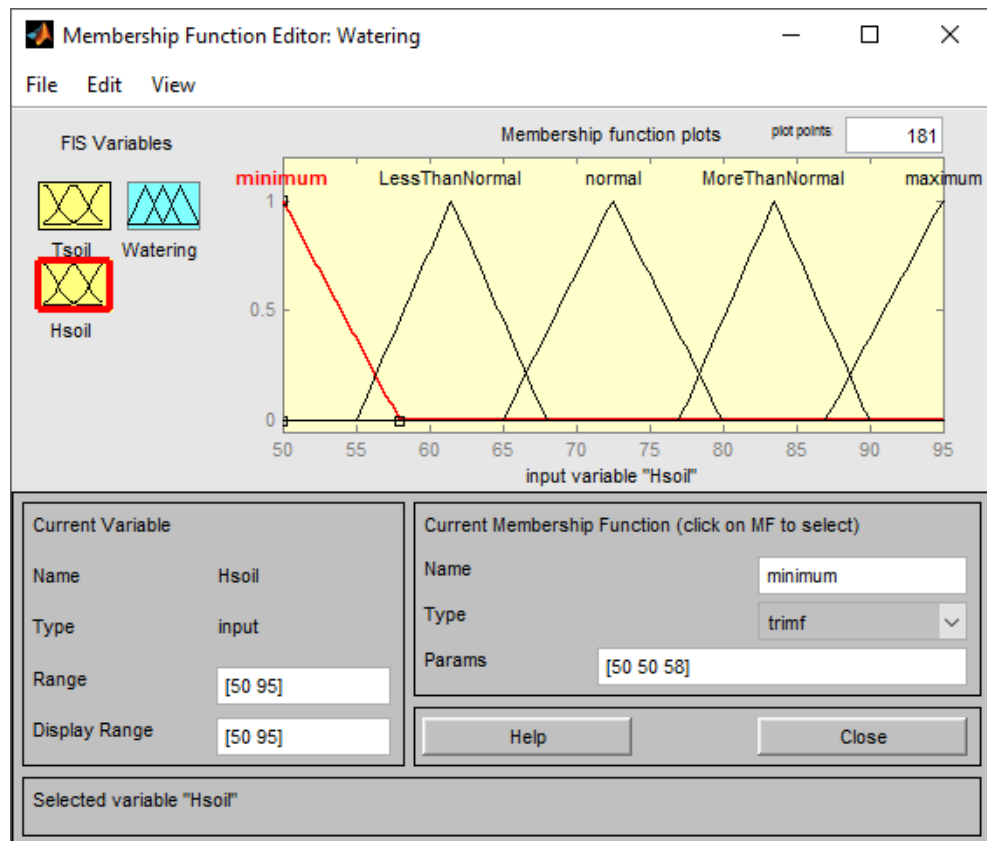 Membership Function Editor: Watering
File Edit View
FIS Variables
Tsoil Watering
Hsoil
Membership function plots plot points: 181
minimum LessThanNormal normal MoreThanNormal maximum
1
0.5
0
50 55 60 65 70 75 80 85 90 95
input variable "Hsoil"
Current Variable
Name Hsoil
Type input
Range [50 95]
Display Range [50 95]
Current Membership Function (click on MF to select)
Name minimum
Type trimf
Params [50 50 58]
Help Close
Selected variable "Hsoil"